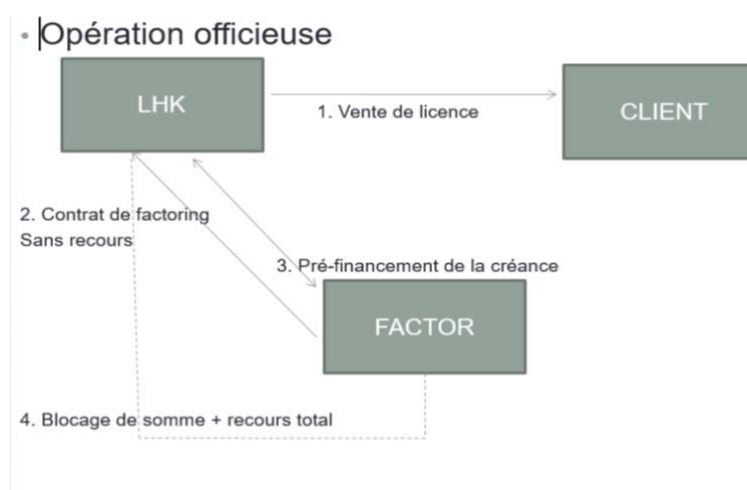 • Opération officieuse
LHK
1. Vente de licence
CLIENT
2. Contrat de factoring
Sans recours
3. Pré-financement de la créance
FACTOR
4. Blocage de somme + recours total